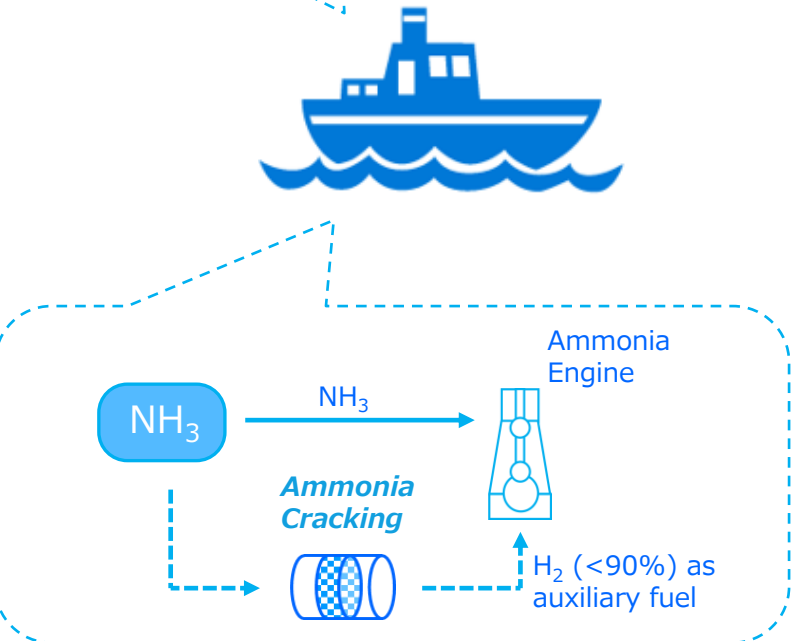 Ammonia
Engine
NH₃
NH₃
Ammonia
Cracking
H₂ (<90%) as
auxiliary fuel